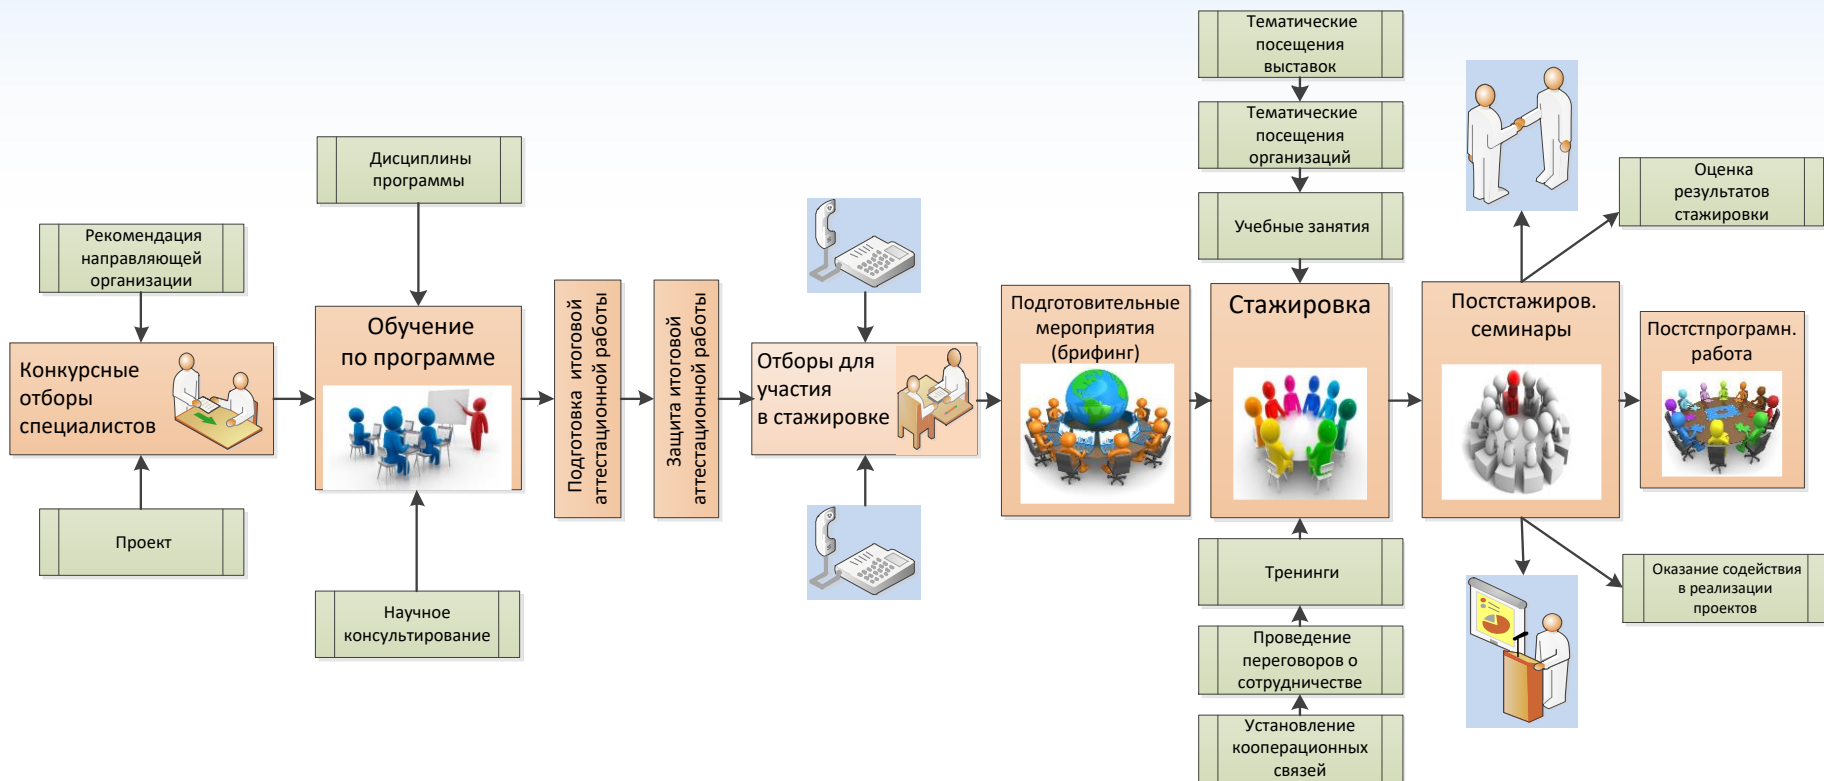 Тематические
посещения
выставок
Тематические
посещения
организаций
Учебные занятия
Дисциплины
программы
Рекомендация
направляющей
организации
Оценка
результатов
стажировки
Конкурсные
отборы
специалистов
Обучение
по программе
Подготовка итоговой
аттестационной работы
Защита итоговой
аттестационной работы
Отборы для
участия
в стажировке
Подготовительные
мероприятия
(брифинг)
Стажировка
Постстажиров.
семинары
Постстпрограмн.
работа
Проект
Научное
консультирование
Тренинги
Проведение
переговоров о
сотрудничестве
Установление
кооперационных
связей
Оказание содействия
в реализации
проектов